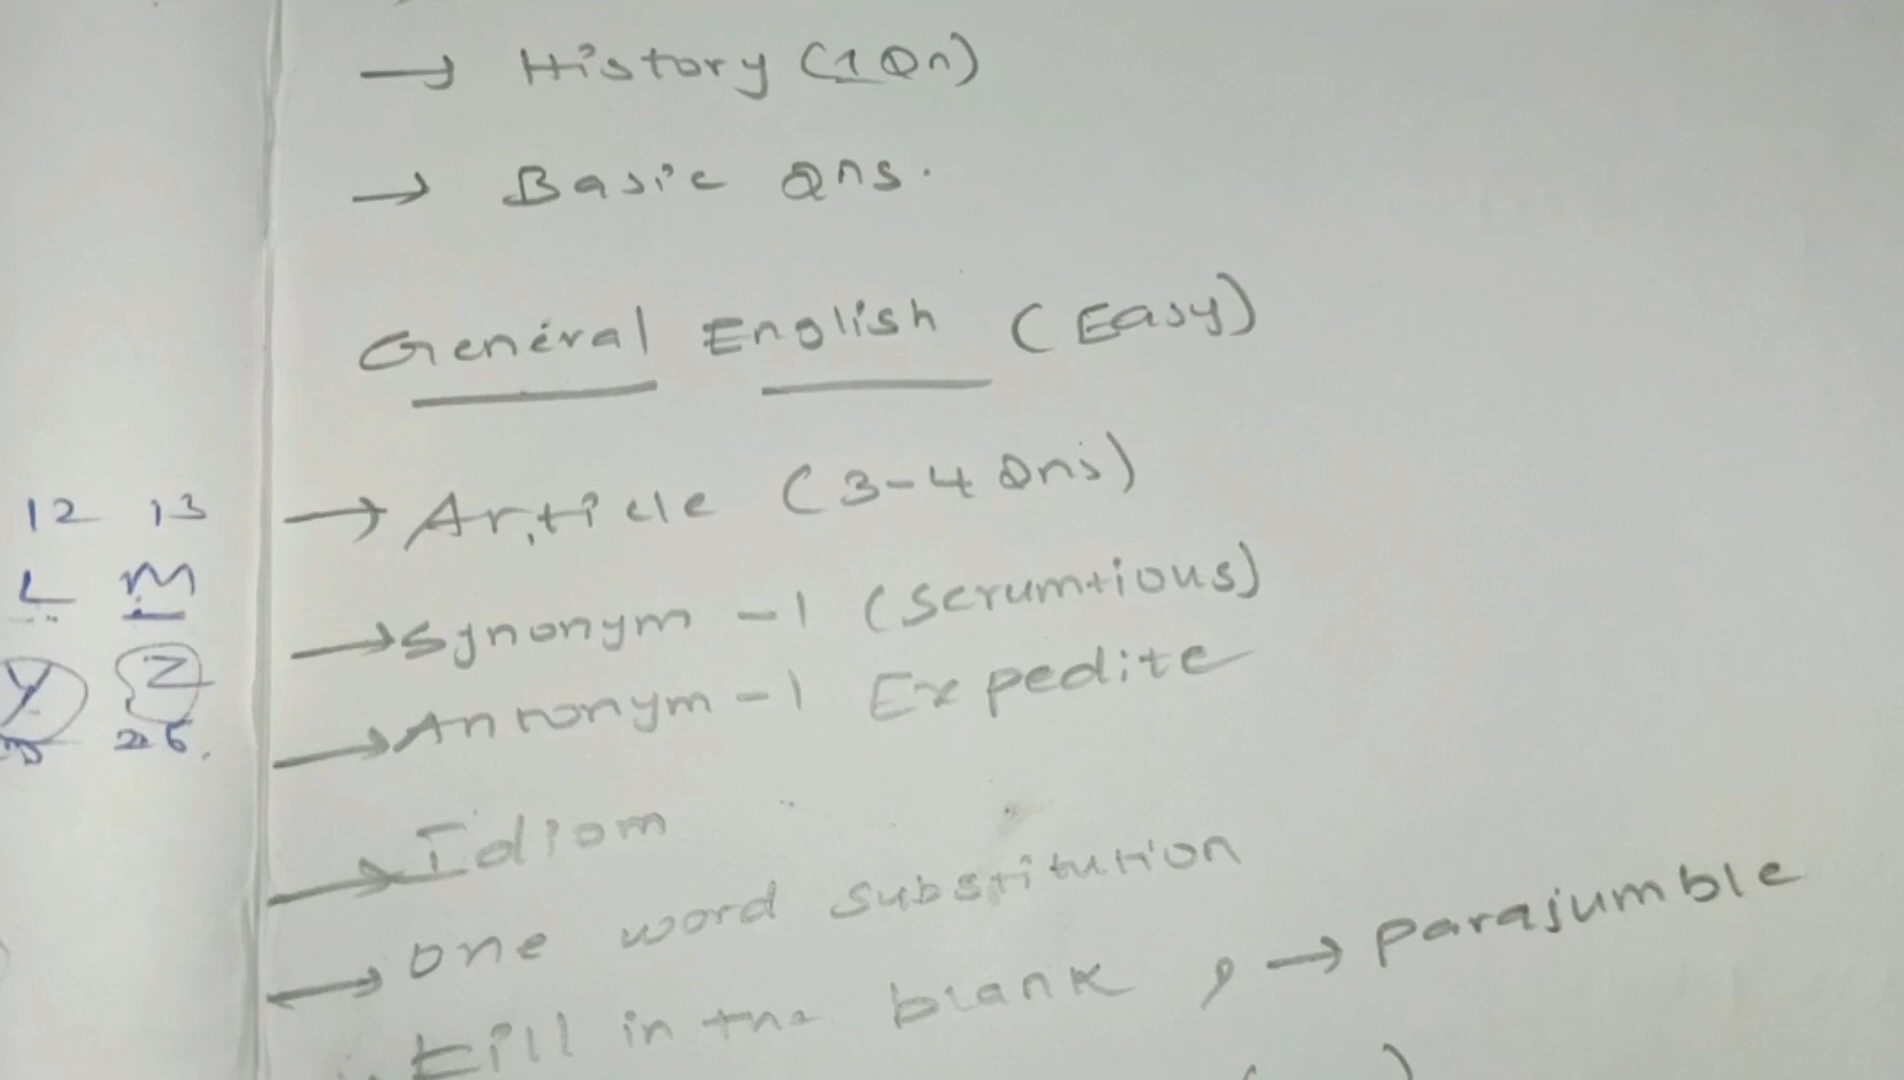 → History (1 Qn)
→ Basic Qns.
General English (Easy)
→ Article (3-4 Qns)
→ Synonym - 1 (Scrumtious)
→ Antonym - 1 Expedite
→ Idiom
→ One word substitution
Fill in the blank, → parajumble
12 13
L M
Y Z
26.